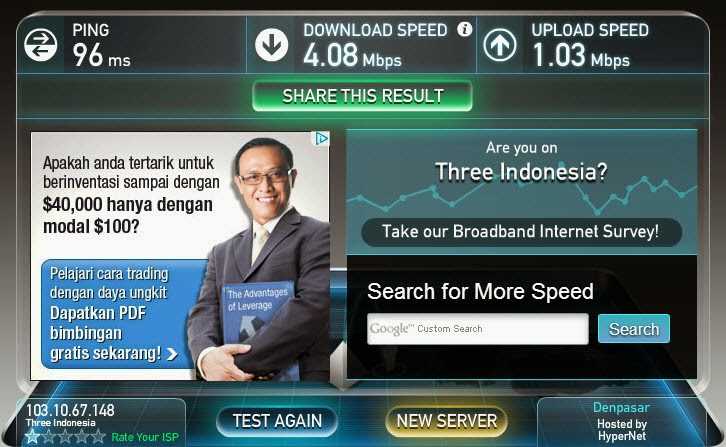 PING
96 ms
DOWNLOAD SPEED
4.08 Mbps
UPLOAD SPEED
1.03 Mbps
SHARE THIS RESULT
Apakah anda tertarik untuk
berinventasi sampai dengan
$40,000 hanya dengan
modal $100?
Pelajari cara trading
dengan daya ungkit
Dapatkan PDF
bimbingan
gratis sekarang!
The Advantages
of Leverage
Are you on
Three Indonesia?
Take our Broadband Internet Survey!
Search for More Speed
Google™ Custom Search
Search
103.10.67.148
Three Indonesia
Rate Your ISP
TEST AGAIN
NEW SERVER
Denpasar
Hosted by
HyperNet